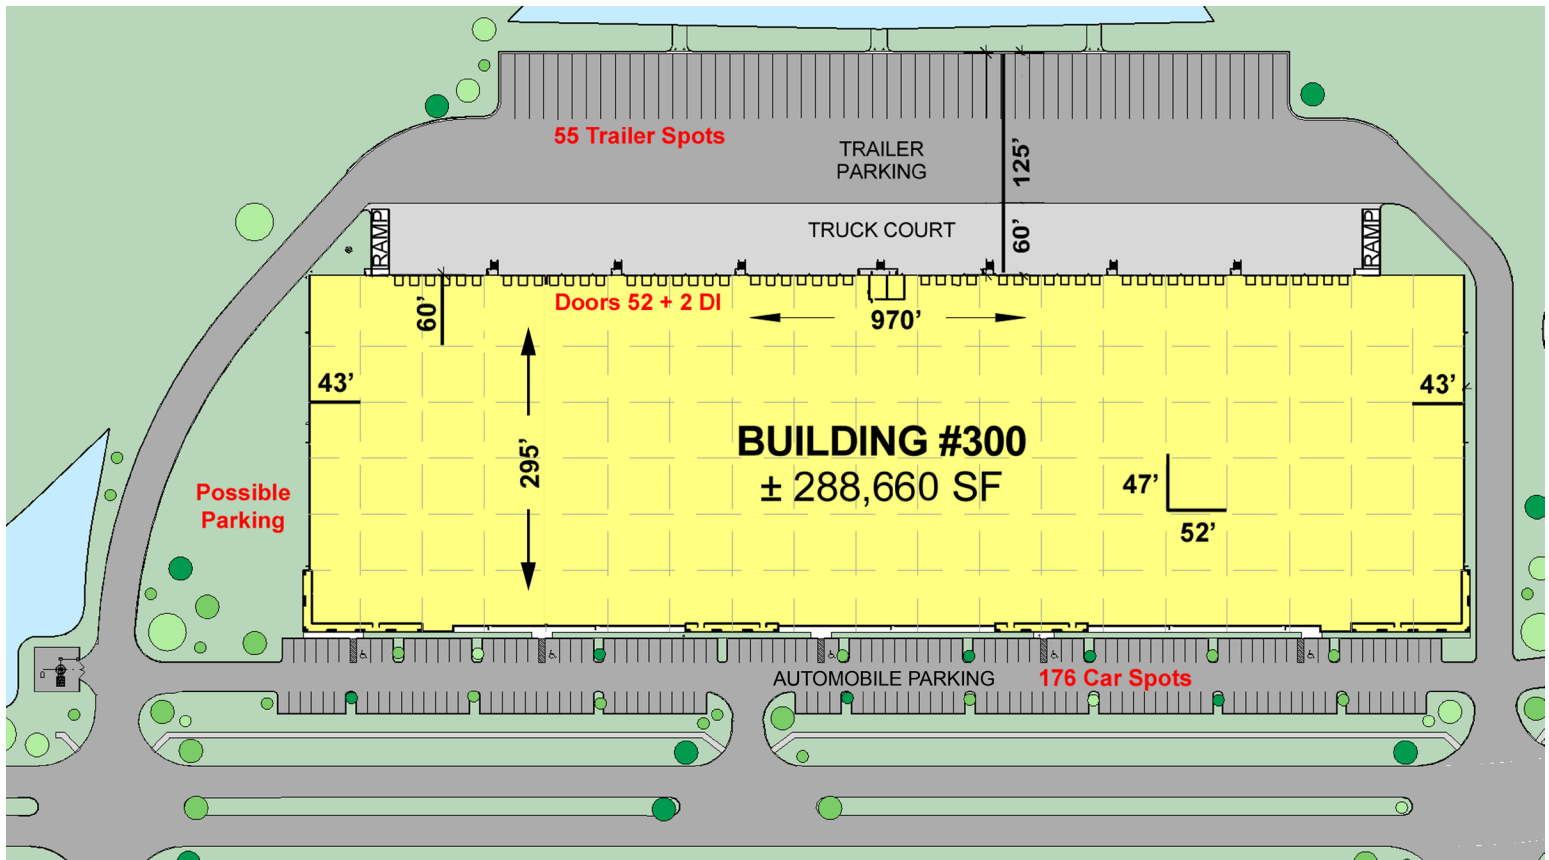 55 Trailer Spots
TRAILER
PARKING
125’
RAMP
TRUCK COURT
60’
RAMP
60’
Doors 52 + 2 DI
970’
43’
43’
295’
BUILDING #300
± 288,660 SF
47’
52’
Possible
Parking
AUTOMOBILE PARKING
176 Car Spots